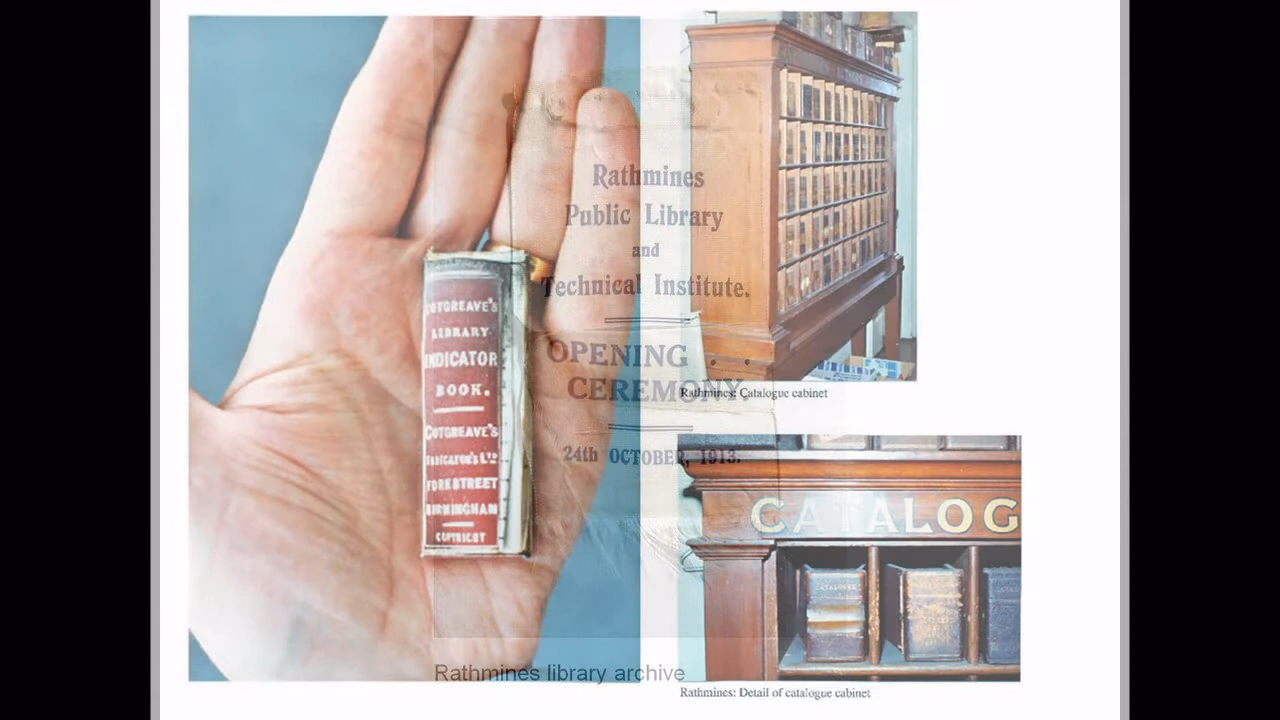 COTGREAVE'S
LIBRARY
INDICATOR
BOOK.
COTGREAVE'S
INDICATOR'S LTD
FORE STREET
BIRMINGHAM
COPYRIGHT
Rathmines
Public Library
and
Technical Institute.
OPENING
CEREMONY.
24th OCTOBER, 1913.
Rathmines library archive
Rathmines: Catalogue cabinet
CATALOG
CATALOGUE
Rathmines: Detail of catalogue cabinet